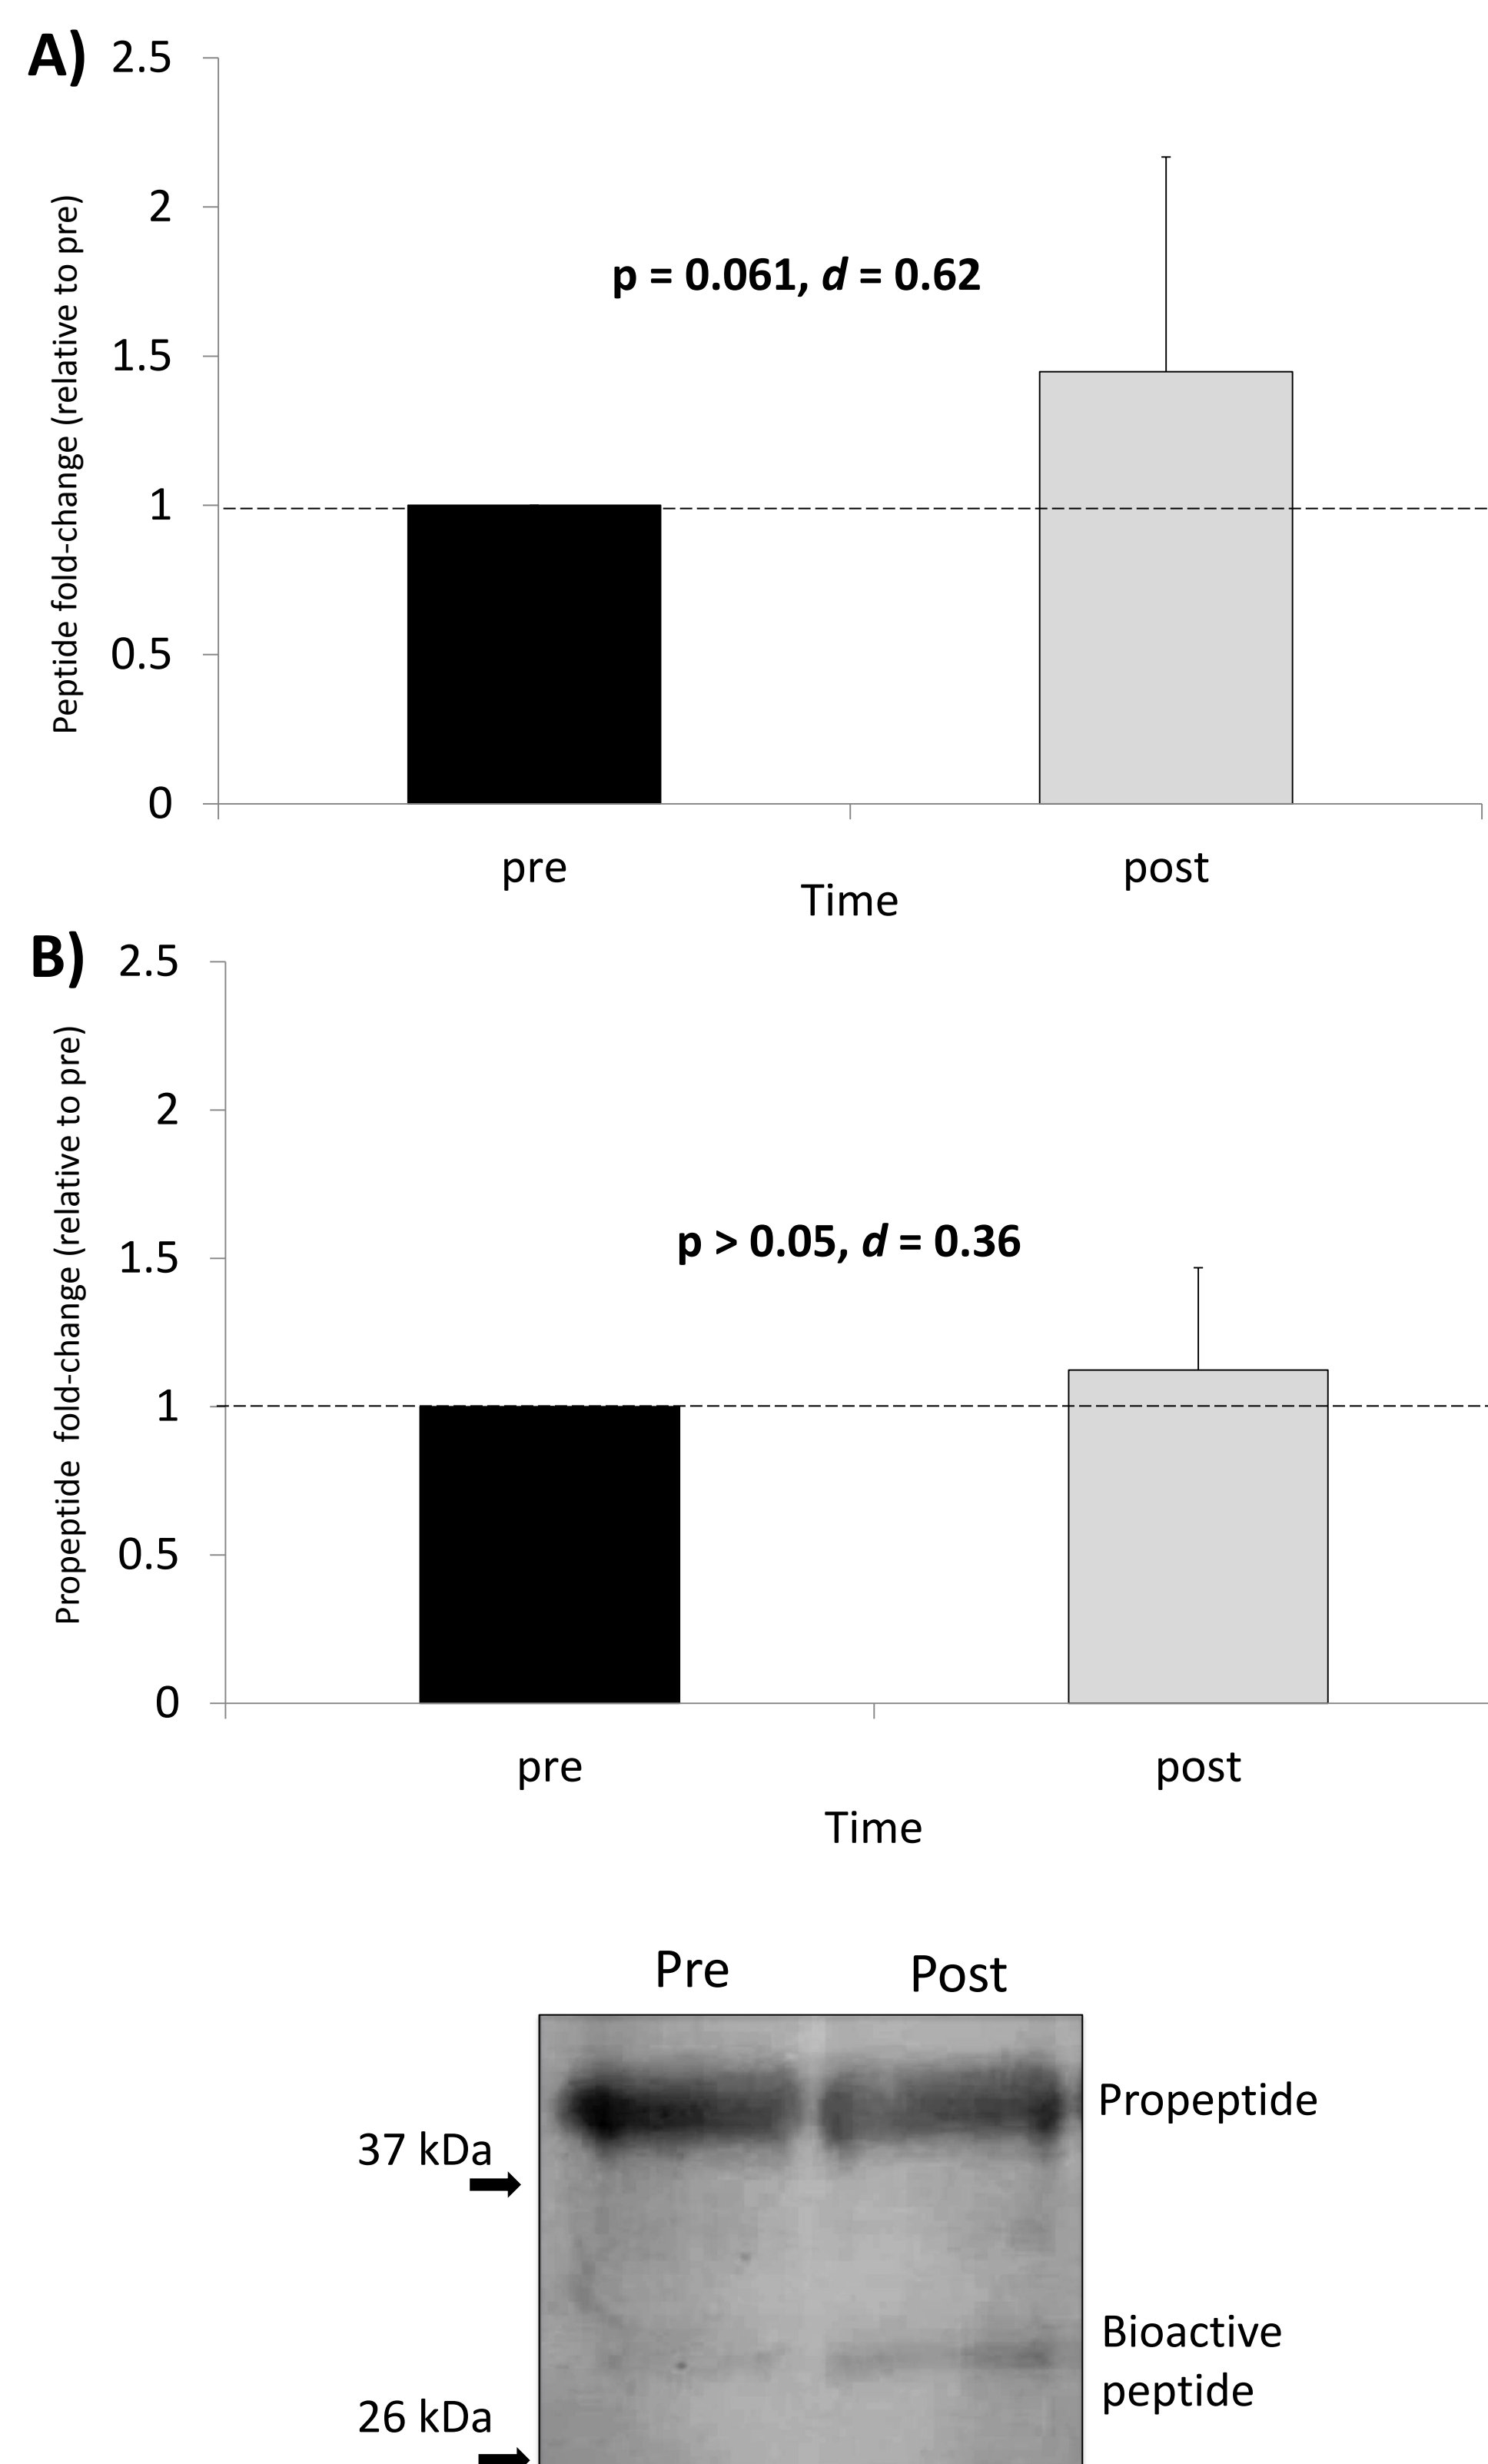 A)
2.5
2
1.5
1
0.5
0
Peptide fold-change (relative to pre)
p = 0.061, d = 0.62
pre
post
Time
B)
2.5
2
1.5
1
0.5
0
Propeptide fold-change (relative to pre)
p > 0.05, d = 0.36
pre
post
Time
Pre
Post
Propeptide
37 kDa
Bioactive
peptide
26 kDa